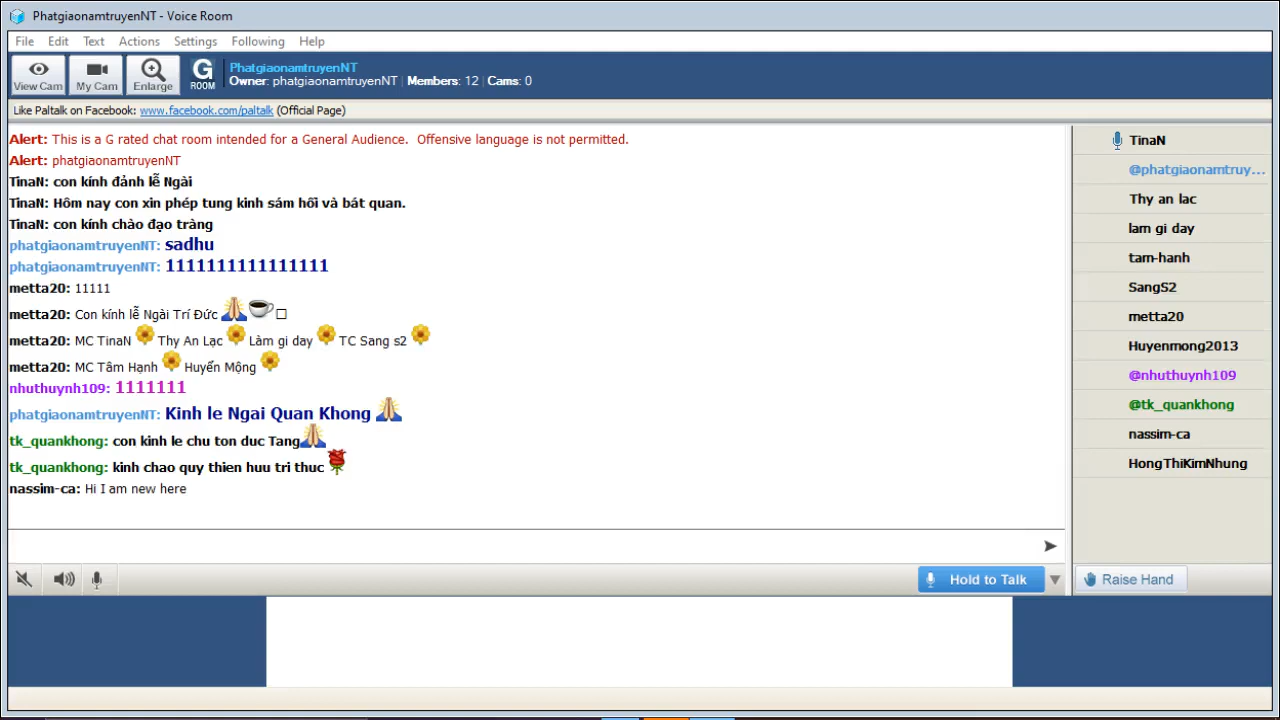 PhatgiaonamtruyenNT - Voice Room
File Edit Text Actions Settings Following Help
View Cam My Cam Enlarge G ROOM
PhatgiaonamtruyenNT
Owner: phatgiaonamtruyenNT | Members: 12 | Cams: 0
Like Paltalk on Facebook: www.facebook.com/paltalk (Official Page)
Alert: This is a G rated chat room intended for a General Audience. Offensive language is not permitted.
Alert: phatgiaonamtruyenNT
TinaN: con kính đảnh lễ Ngài
TinaN: Hôm nay con xin phép tung kinh sám hối và bát quan.
TinaN: con kính chào đạo tràng
phatgiaonamtruyenNT: sadhu
phatgiaonamtruyenNT: 1111111111111111
metta20: 11111
metta20: Con kính lễ Ngài Trí Đức
metta20: MC TinaN Thy An Lạc Làm gi day TC Sang s2
metta20: MC Tâm Hạnh Huyển Mộng
nhuthuynh109: 1111111
phatgiaonamtruyenNT: Kinh le Ngai Quan Khong
tk_quankhong: con kinh le chu ton duc Tang
tk_quankhong: kinh chao quy thien huu tri thuc
nassim-ca: Hi I am new here
TinaN
@phatgiaonamtruy...
Thy an lac
lam gi day
tam-hanh
SangS2
metta20
Huyenmong2013
@nhuthuynh109
@tk_quankhong
nassim-ca
HongThiKimNhung
Hold to Talk
Raise Hand